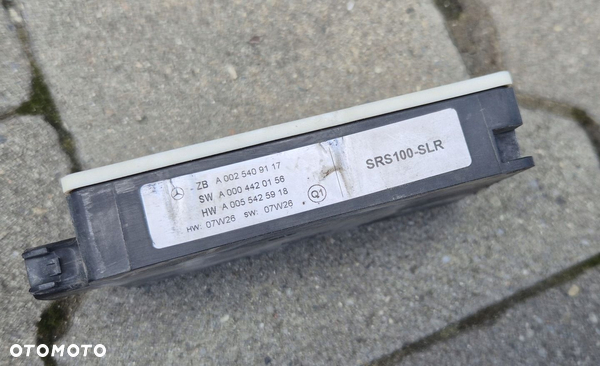 ZB A 002 540 91 17
SW A 000 442 01 56
HW A 005 542 59 18
HW: 07W26 SW: 07W26
Q1
SRS100-SLR
OTOMOTO